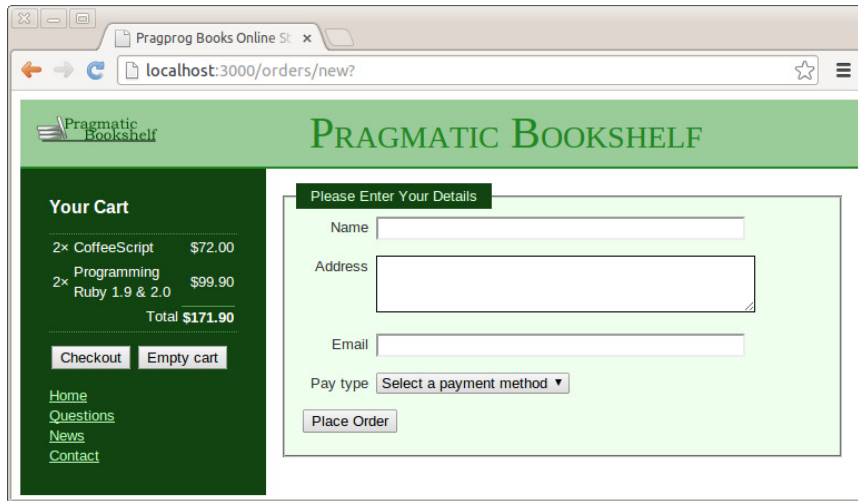 Pragprog Books Online St
localhost:3000/orders/new?
Pragmatic
Bookshelf
PRAGMATIC BOOKSHELF
Your Cart
2× CoffeeScript $72.00
2× Programming
Ruby 1.9 & 2.0 $99.90
Total $171.90
Checkout Empty cart
Home
Questions
News
Contact
Please Enter Your Details
Name
Address
Email
Pay type Select a payment method
Place Order